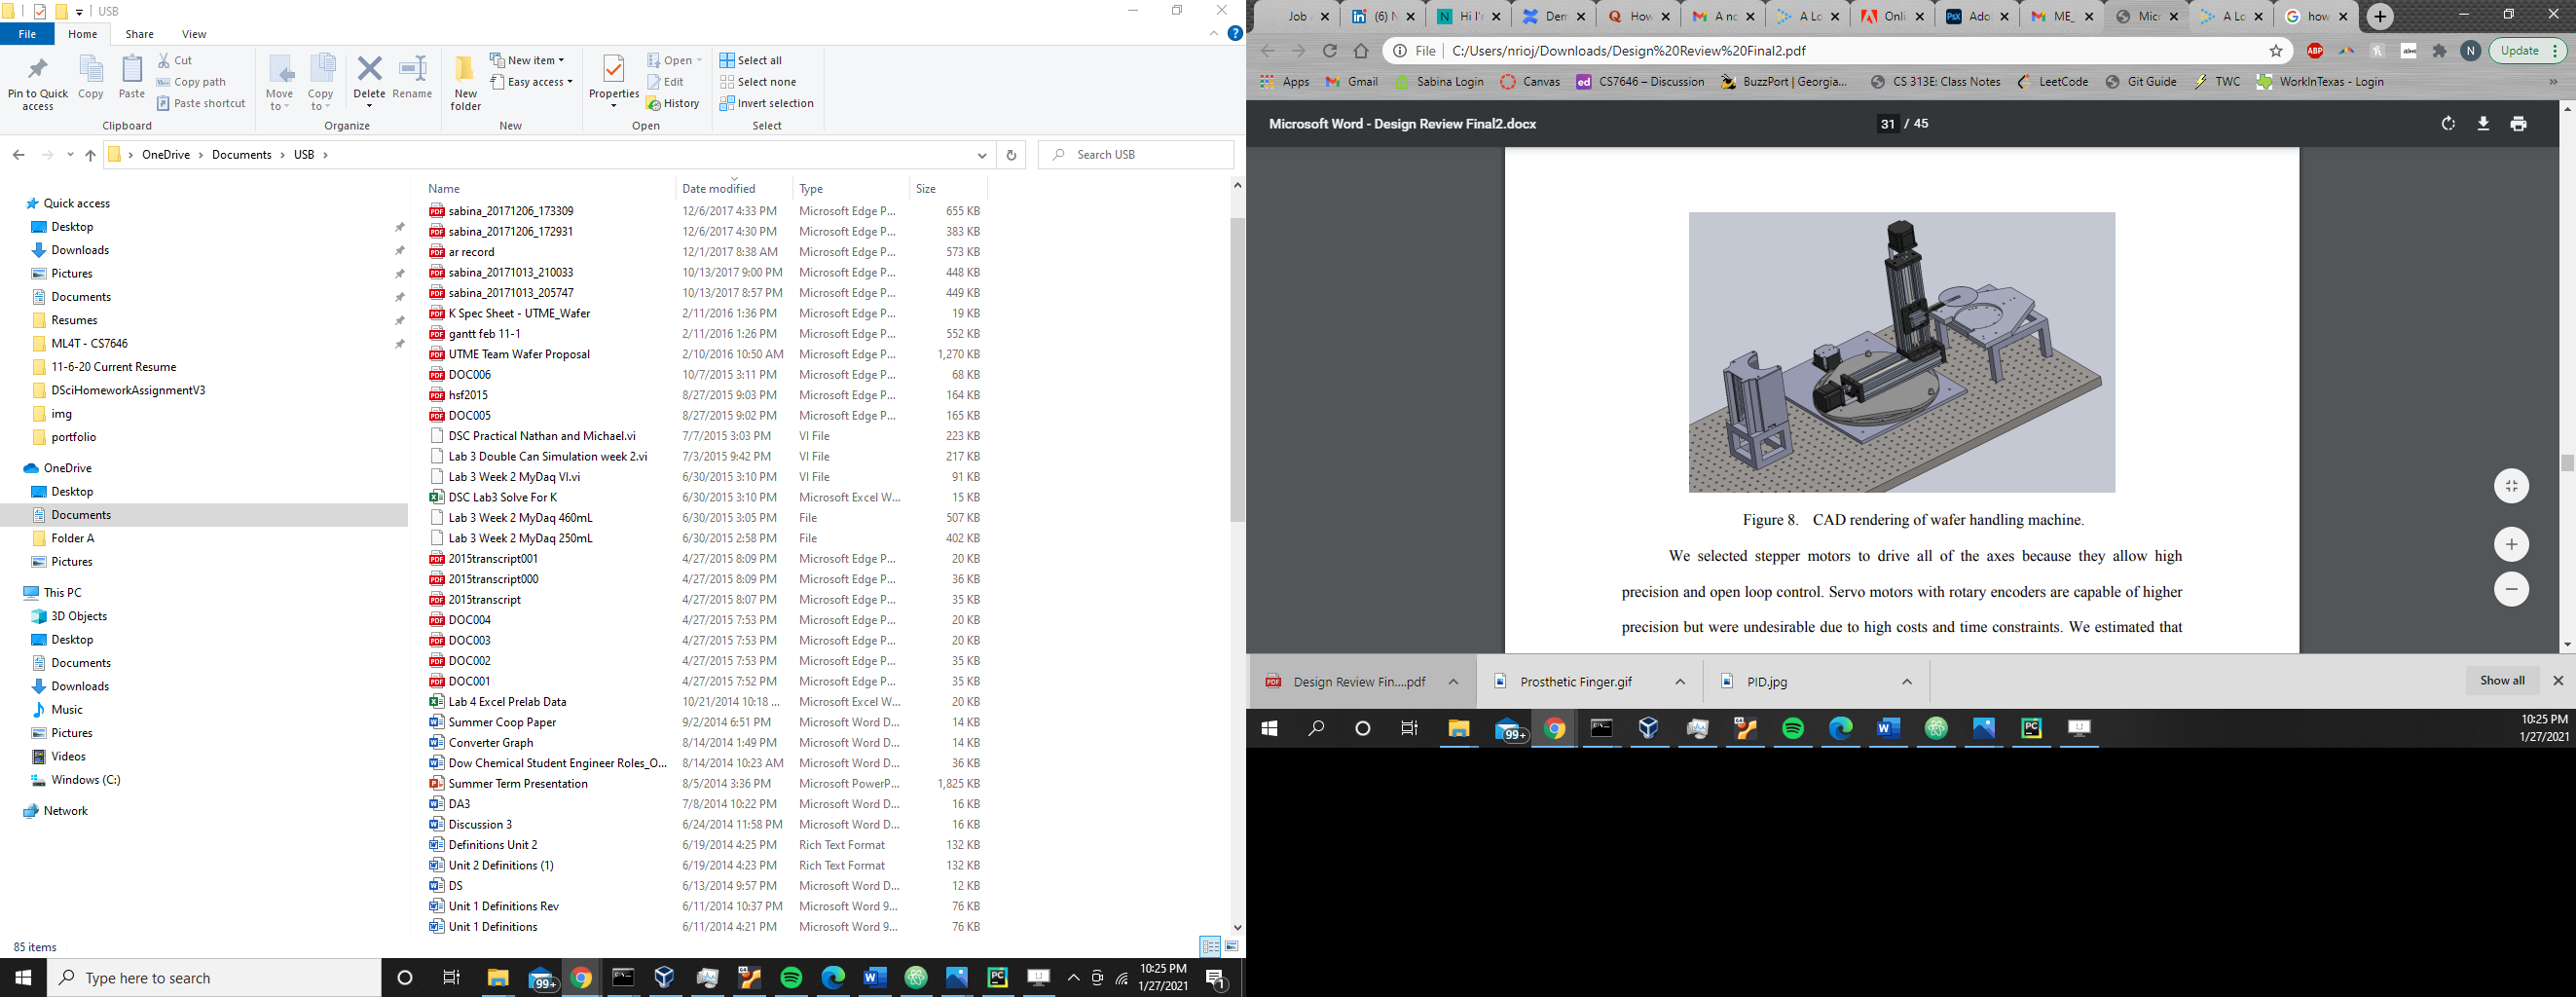 USB
File Home Share View
Pin to Quick access
Copy
Paste
Cut
Copy path
Paste shortcut
Clipboard
Move to
Copy to
Delete
Rename
Organize
New folder
New item
Easy access
New
Properties
Open
Edit
History
Open
Select all
Select none
Invert selection
Select
OneDrive › Documents › USB ›
Search USB
Quick access
Desktop
Downloads
Pictures
Documents
Resumes
ML4T - CS7646
11-6-20 Current Resume
DSciHomeworkAssignmentV3
img
portfolio
OneDrive
Desktop
Documents
Folder A
Pictures
This PC
3D Objects
Desktop
Documents
Downloads
Music
Pictures
Videos
Windows (C:)
Network
Name Date modified Type Size
sabina_20171206_173309 12/6/2017 4:33 PM Microsoft Edge P... 655 KB
sabina_20171206_172931 12/6/2017 4:30 PM Microsoft Edge P... 383 KB
ar record 12/1/2017 8:38 AM Microsoft Edge P... 573 KB
sabina_20171013_210033 10/13/2017 9:00 PM Microsoft Edge P... 448 KB
sabina_20171013_205747 10/13/2017 8:57 PM Microsoft Edge P... 449 KB
K Spec Sheet - UTME_Wafer 2/11/2016 1:36 PM Microsoft Edge P... 19 KB
gantt feb 11-1 2/11/2016 1:26 PM Microsoft Edge P... 552 KB
UTME Team Wafer Proposal 2/10/2016 10:50 AM Microsoft Edge P... 1,270 KB
DOC006 10/7/2015 3:11 PM Microsoft Edge P... 68 KB
hsf2015 8/27/2015 9:03 PM Microsoft Edge P... 164 KB
DOC005 8/27/2015 9:02 PM Microsoft Edge P... 165 KB
DSC Practical Nathan and Michael.vi 7/7/2015 3:03 PM VI File 223 KB
Lab 3 Double Can Simulation week 2.vi 7/3/2015 9:42 PM VI File 217 KB
Lab 3 Week 2 MyDaq VI.vi 6/30/2015 3:10 PM VI File 91 KB
DSC Lab3 Solve For K 6/30/2015 3:10 PM Microsoft Excel W... 15 KB
Lab 3 Week 2 MyDaq 460mL 6/30/2015 3:05 PM File 507 KB
Lab 3 Week 2 MyDaq 250mL 6/30/2015 2:58 PM File 402 KB
2015transcript001 4/27/2015 8:09 PM Microsoft Edge P... 20 KB
2015transcript000 4/27/2015 8:09 PM Microsoft Edge P... 36 KB
2015transcript 4/27/2015 8:07 PM Microsoft Edge P... 35 KB
DOC004 4/27/2015 7:53 PM Microsoft Edge P... 20 KB
DOC003 4/27/2015 7:53 PM Microsoft Edge P... 20 KB
DOC002 4/27/2015 7:53 PM Microsoft Edge P... 35 KB
DOC001 4/27/2015 7:52 PM Microsoft Edge P... 35 KB
Lab 4 Excel Prelab Data 10/21/2014 10:18 ... Microsoft Excel W... 20 KB
Summer Coop Paper 9/2/2014 6:51 PM Microsoft Word D... 14 KB
Converter Graph 8/14/2014 1:49 PM Microsoft Word D... 14 KB
Dow Chemical Student Engineer Roles_O... 8/14/2014 10:23 AM Microsoft Word D... 36 KB
Summer Term Presentation 8/5/2014 3:36 PM Microsoft PowerP... 1,825 KB
DA3 7/8/2014 10:22 PM Microsoft Word D... 16 KB
Discussion 3 6/24/2014 11:58 PM Microsoft Word D... 16 KB
Definitions Unit 2 6/19/2014 4:25 PM Rich Text Format 132 KB
Unit 2 Definitions (1) 6/19/2014 4:23 PM Rich Text Format 132 KB
DS 6/13/2014 9:57 PM Microsoft Word D... 12 KB
Unit 1 Definitions Rev 6/11/2014 10:37 PM Microsoft Word 9... 76 KB
Unit 1 Definitions 6/11/2014 4:21 PM Microsoft Word 9... 76 KB
85 items
Type here to search
99+
10:25 PM
1/27/2021
1
Job (6) N Hi I'r Dem How A nc A Lc Onli Ado ME_ Micr A Lc how
File | C:/Users/nrioj/Downloads/Design%20Review%20Final2.pdf
ABP
N
Update
Apps Gmail Sabina Login Canvas CS7646 – Discussion BuzzPort | Georgia... CS 313E: Class Notes LeetCode Git Guide TWC WorkInTexas - Login »
Microsoft Word - Design Review Final2.docx
31 / 45
Figure 8. CAD rendering of wafer handling machine.
We selected stepper motors to drive all of the axes because they allow high
precision and open loop control. Servo motors with rotary encoders are capable of higher
precision but were undesirable due to high costs and time constraints. We estimated that
Design Review Fin....pdf
Prosthetic Finger.gif
PID.jpg
Show all
99+
10:25 PM
1/27/2021